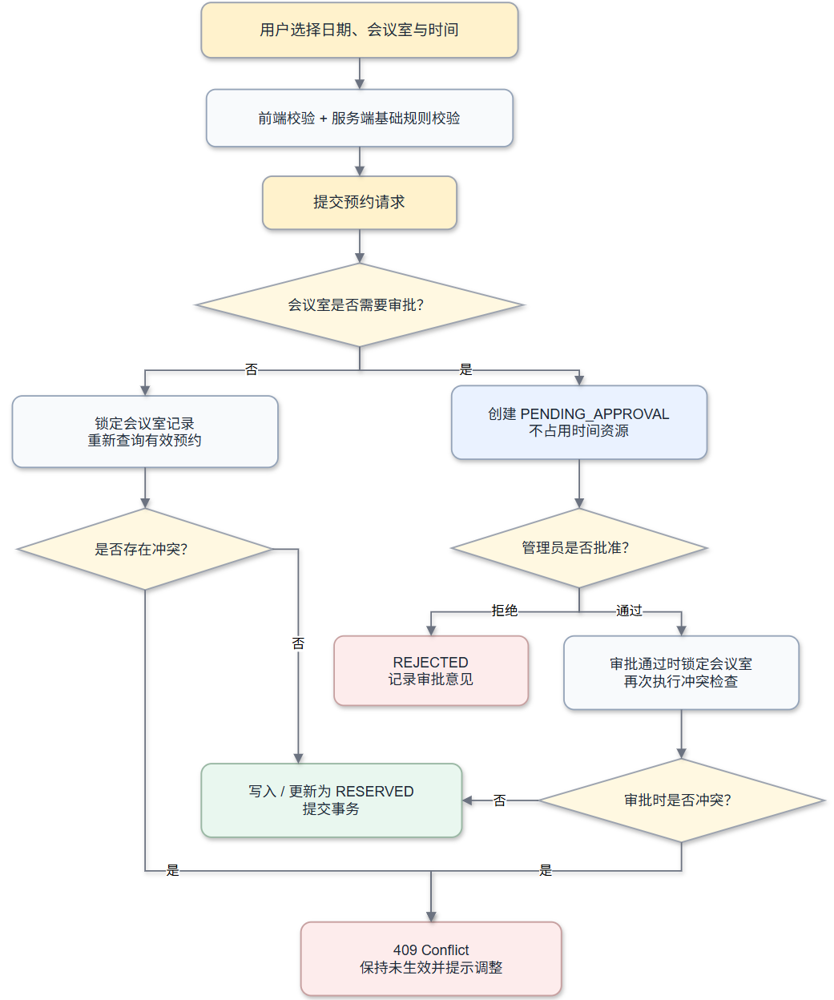 用户选择日期、会议室与时间
前端校验 + 服务端基础规则校验
提交预约请求
会议室是否需要审批？
否
是
锁定会议室记录
重新查询有效预约
创建 PENDING_APPROVAL
不占用时间资源
是否存在冲突？
管理员是否批准？
拒绝
通过
否
REJECTED
记录审批意见
审批通过时锁定会议室
再次执行冲突检查
写入 / 更新为 RESERVED
提交事务
否
审批时是否冲突？
是
是
409 Conflict
保持未生效并提示调整